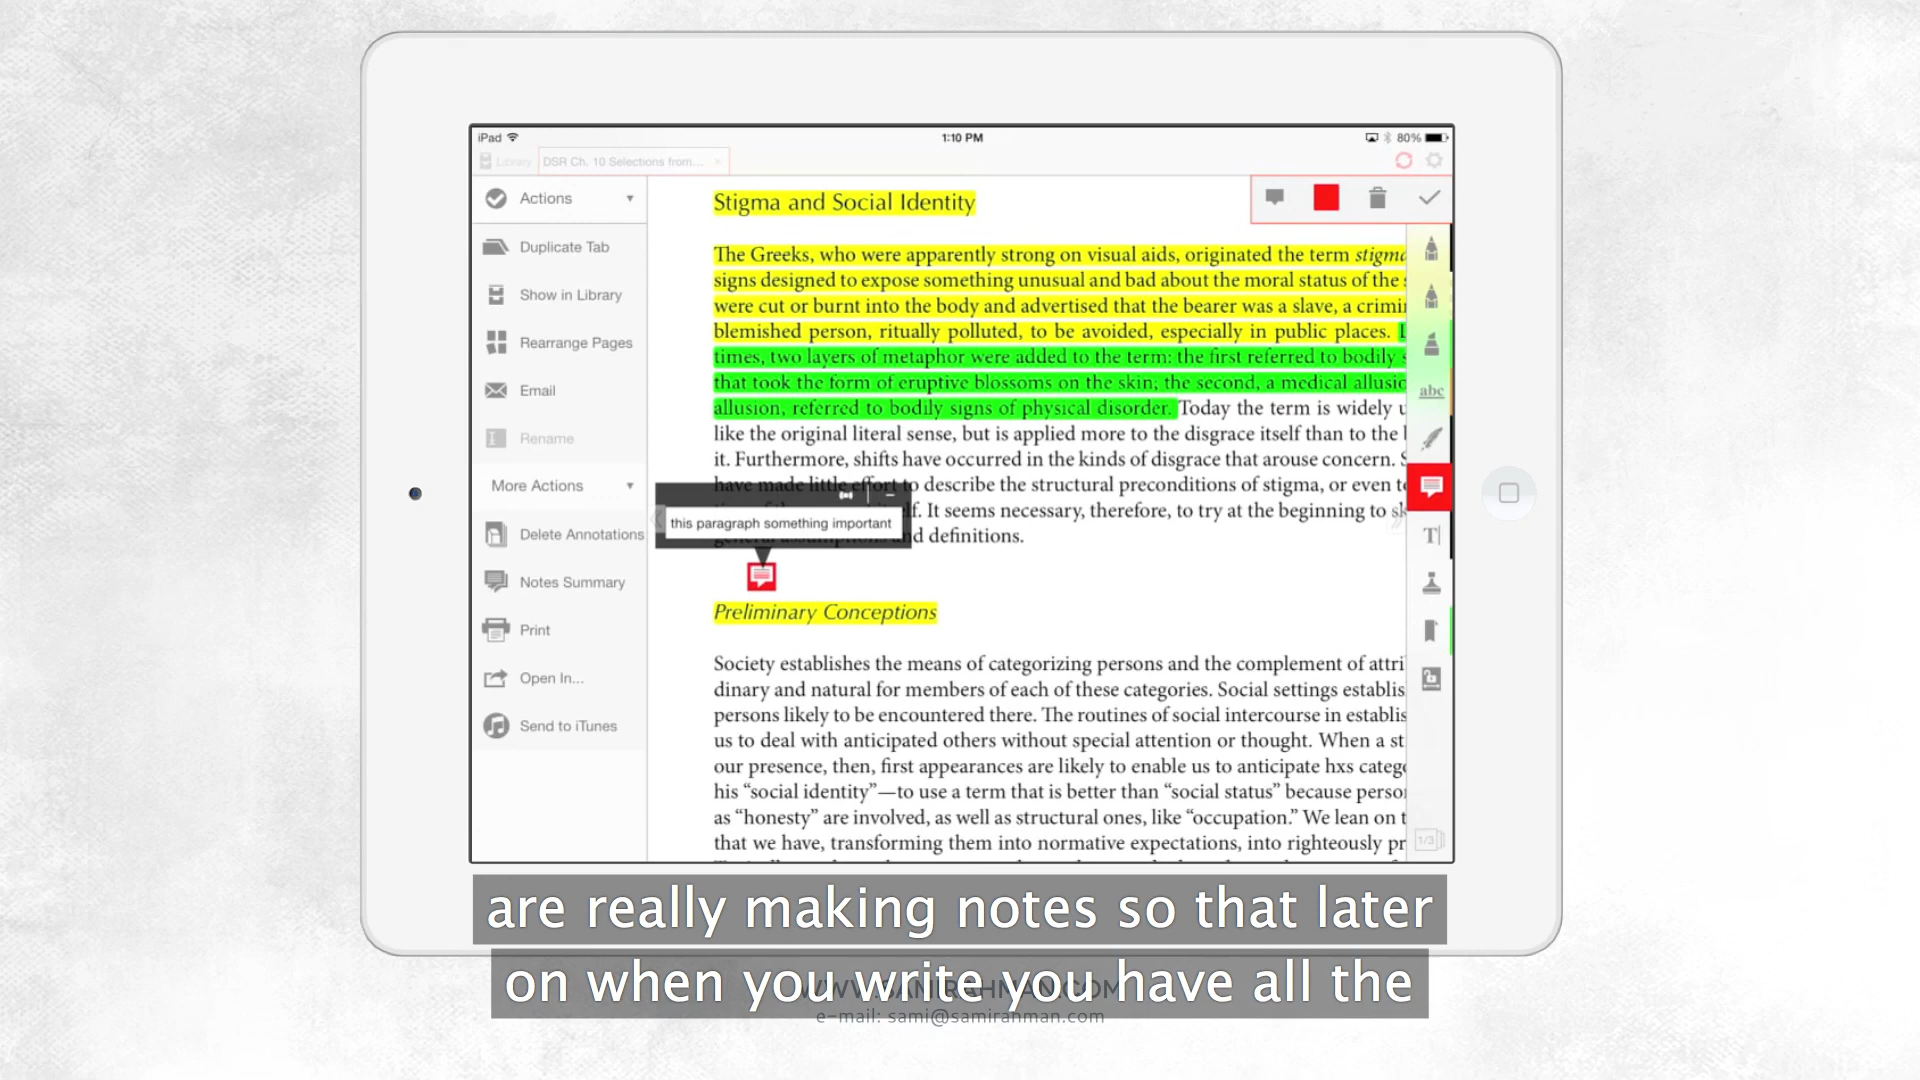 iPad
1:10 PM
80%
Library
DSR Ch. 10 Selections from...
Actions
Duplicate Tab
Show in Library
Rearrange Pages
Email
Rename
More Actions
Delete Annotations
Notes Summary
Print
Open In...
Send to iTunes
Stigma and Social Identity
The Greeks, who were apparently strong on visual aids, originated the term stigma
signs designed to expose something unusual and bad about the moral status of the
were cut or burnt into the body and advertised that the bearer was a slave, a crimi
blemished person, ritually polluted, to be avoided, especially in public places.
times, two layers of metaphor were added to the term: the first referred to bodily s
that took the form of eruptive blossoms on the skin; the second, a medical allusio
allusion, referred to bodily signs of physical disorder. Today the term is widely u
like the original literal sense, but is applied more to the disgrace itself than to the
it. Furthermore, shifts have occurred in the kinds of disgrace that arouse concern. S
have made little effort to describe the structural preconditions of stigma, or even t
It seems necessary, therefore, to try at the beginning to sk
general assumptions and definitions.
this paragraph something important
Preliminary Conceptions
Society establishes the means of categorizing persons and the complement of attri
dinary and natural for members of each of these categories. Social settings establis
persons likely to be encountered there. The routines of social intercourse in establis
us to deal with anticipated others without special attention or thought. When a st
our presence, then, first appearances are likely to enable us to anticipate hxs catego
his “social identity”—to use a term that is better than “social status” because perso
as “honesty” are involved, as well as structural ones, like “occupation.” We lean on t
that we have, transforming them into normative expectations, into righteously pr
abc
T
1/3
are really making notes so that later
on when you write you have all the
WWW.SAMIRAHMAN.COM
e-mail: sami@samirahman.com